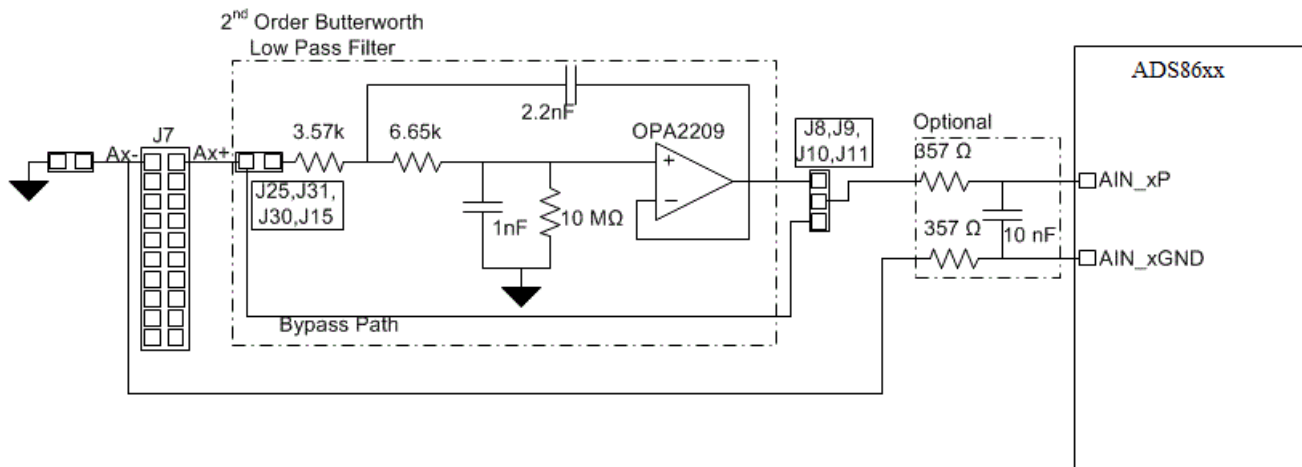 2nd Order Butterworth
Low Pass Filter
ADS86xx
2.2nF
J7
3.57k
6.65k
OPA2209
J8,J9,
J10,J11
Optional
Ax-
Ax+
357 Ω
+
−
AIN_xP
J25,J31,
J30,J15
1nF
10 MΩ
357 Ω
10 nF
AIN_xGND
Bypass Path